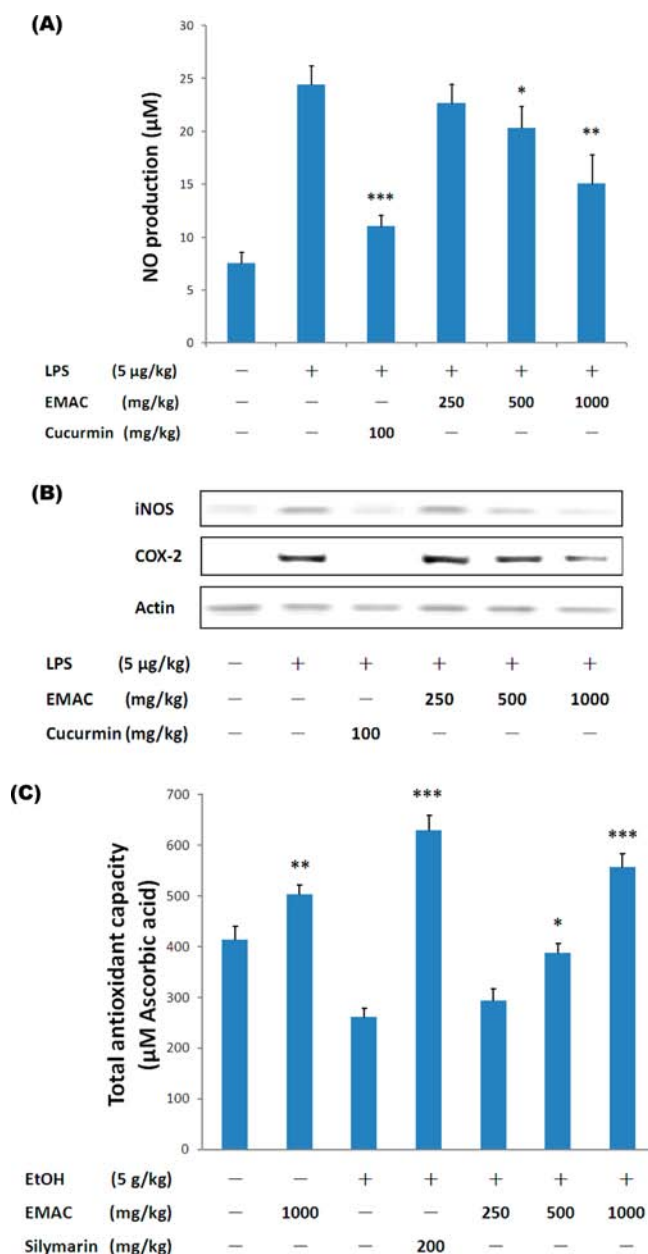 (A)
NO production (µM)
30
25
20
15
10
5
0
***
*
**
LPS (5 µg/kg) — + + + + +
EMAC (mg/kg) — — — 250 500 1000
Cucurmin (mg/kg) — — 100 — — —
(B)
iNOS
COX-2
Actin
LPS (5 µg/kg) — + + + + +
EMAC (mg/kg) — — — 250 500 1000
Cucurmin (mg/kg) — — 100 — — —
(C)
Total antioxidant capacity
(µM Ascorbic acid)
700
600
500
400
300
200
100
0
**
***
*
***
EtOH (5 g/kg) — — + + + + +
EMAC (mg/kg) — 1000 — — 250 500 1000
Silymarin (mg/kg) — — — 200 — — —